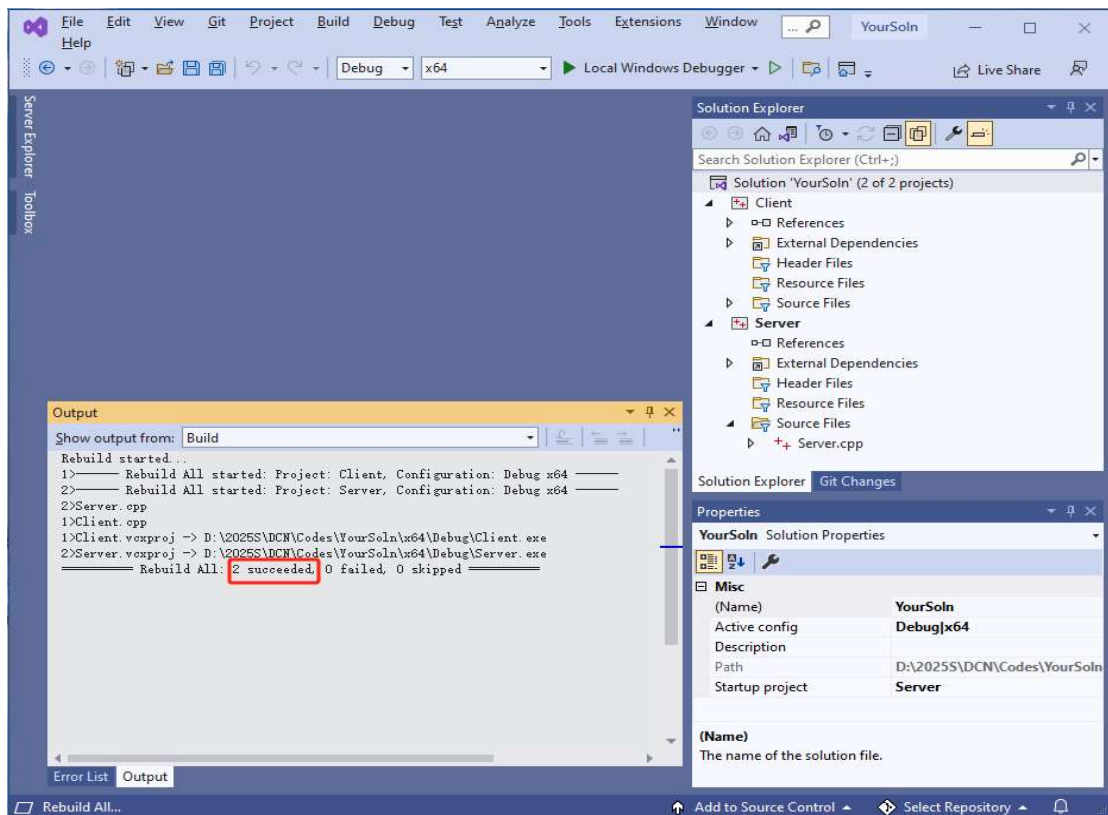 File Edit View Git Project Build Debug Test Analyze Tools Extensions Window ... YourSoln
Help
Debug x64 Local Windows Debugger Live Share
Server Explorer
Toolbox
Solution Explorer
Search Solution Explorer (Ctrl+;)
Solution 'YourSoln' (2 of 2 projects)
Client
References
External Dependencies
Header Files
Resource Files
Source Files
Server
References
External Dependencies
Header Files
Resource Files
Source Files
Server.cpp
Solution Explorer Git Changes
Output
Show output from: Build
Rebuild started...
1>------ Rebuild All started: Project: Client, Configuration: Debug x64 ------
2>------ Rebuild All started: Project: Server, Configuration: Debug x64 ------
2>Server.cpp
1>Client.cpp
1>Client.vcxproj -> D:\2025S\DCN\Codes\YourSoln\x64\Debug\Client.exe
2>Server.vcxproj -> D:\2025S\DCN\Codes\YourSoln\x64\Debug\Server.exe
========== Rebuild All: 2 succeeded, 0 failed, 0 skipped ==========
Error List Output
Properties
YourSoln Solution Properties
Misc
(Name) YourSoln
Active config Debug|x64
Description
Path D:\2025S\DCN\Codes\YourSoln
Startup project Server
(Name)
The name of the solution file.
Rebuild All... Add to Source Control Select Repository